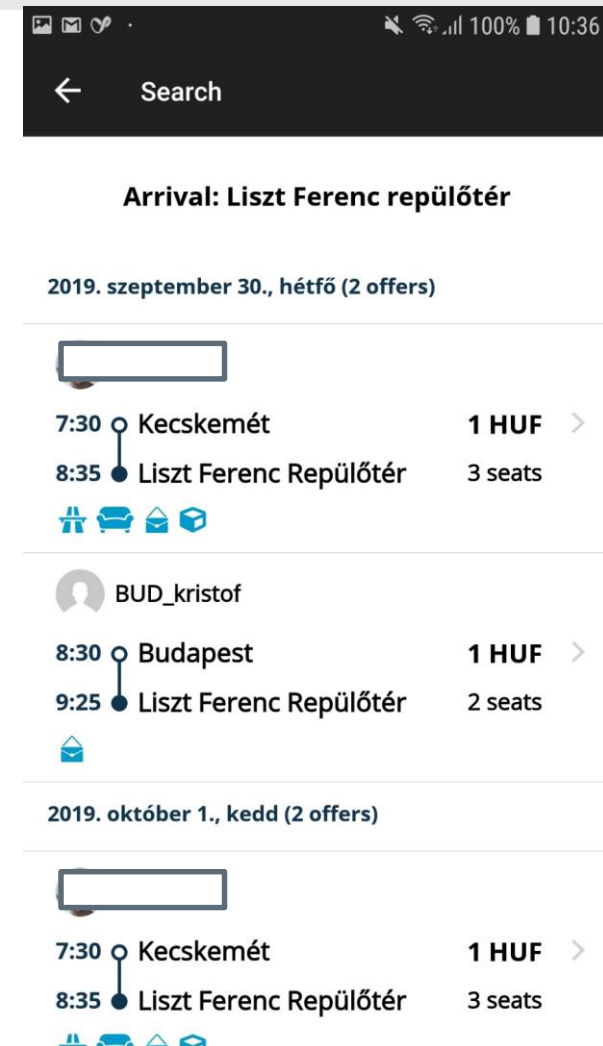 100% 10:36
Search
Arrival: Liszt Ferenc repülőtér
2019. szeptember 30., hétfő (2 offers)
7:30 Kecskemét 1 HUF
8:35 Liszt Ferenc Repülőtér 3 seats
BUD_kristof
8:30 Budapest 1 HUF
9:25 Liszt Ferenc Repülőtér 2 seats
2019. október 1., kedd (2 offers)
7:30 Kecskemét 1 HUF
8:35 Liszt Ferenc Repülőtér 3 seats